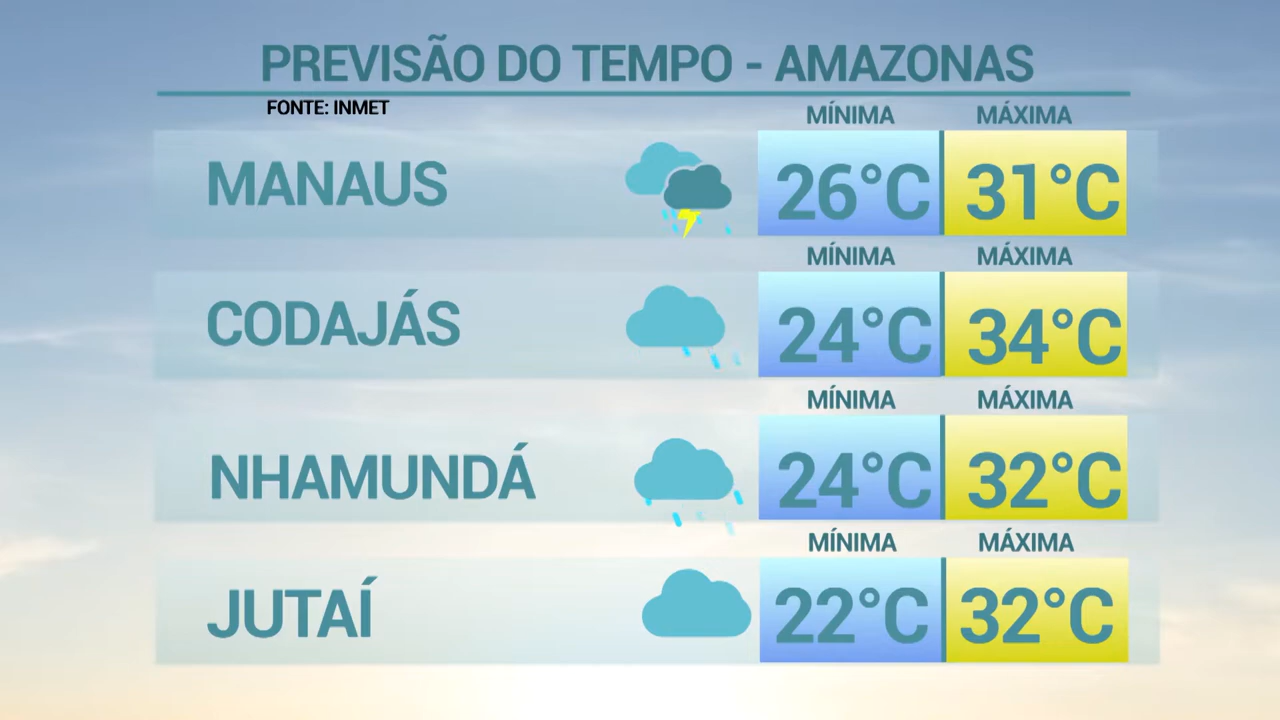 PREVISÃO DO TEMPO - AMAZONAS
FONTE: INMET
MÍNIMA MÁXIMA
MANAUS 26°C 31°C
MÍNIMA MÁXIMA
CODAJÁS 24°C 34°C
MÍNIMA MÁXIMA
NHAMUNDÁ 24°C 32°C
MÍNIMA MÁXIMA
JUTAÍ 22°C 32°C